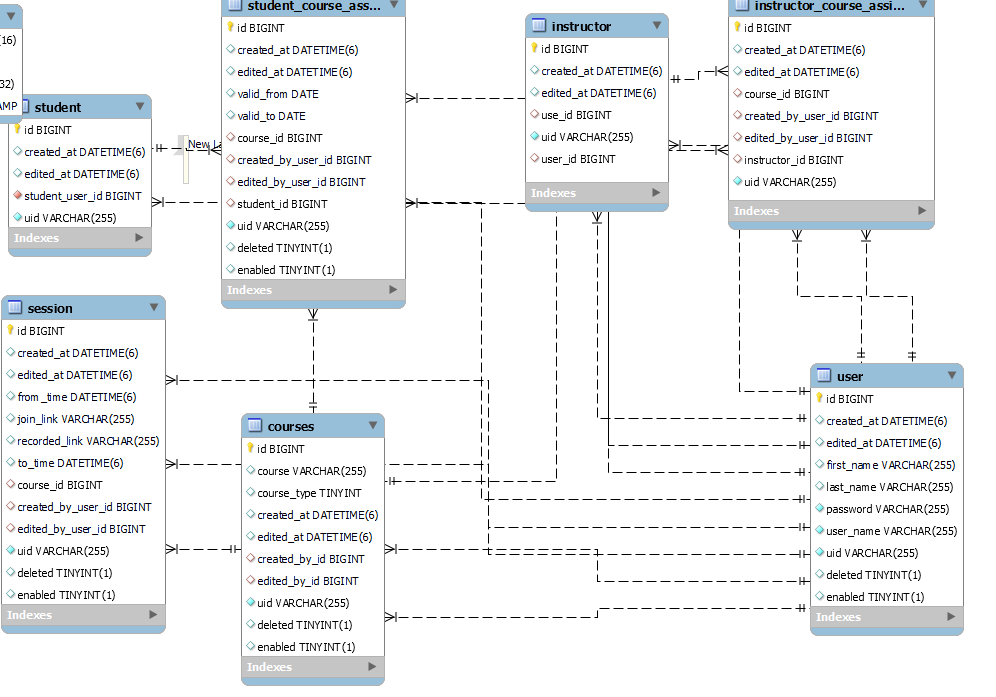 (16)
32)
AMP
student
id BIGINT
created_at DATETIME(6)
edited_at DATETIME(6)
student_user_id BIGINT
uid VARCHAR(255)
Indexes
New La
student_course_ass...
id BIGINT
created_at DATETIME(6)
edited_at DATETIME(6)
valid_from DATE
valid_to DATE
course_id BIGINT
created_by_user_id BIGINT
edited_by_user_id BIGINT
student_id BIGINT
uid VARCHAR(255)
deleted TINYINT(1)
enabled TINYINT(1)
Indexes
instructor
id BIGINT
created_at DATETIME(6)
edited_at DATETIME(6)
use_id BIGINT
uid VARCHAR(255)
user_id BIGINT
Indexes
instructor_course_assi...
id BIGINT
created_at DATETIME(6)
edited_at DATETIME(6)
course_id BIGINT
created_by_user_id BIGINT
edited_by_user_id BIGINT
instructor_id BIGINT
uid VARCHAR(255)
Indexes
session
id BIGINT
created_at DATETIME(6)
edited_at DATETIME(6)
from_time DATETIME(6)
join_link VARCHAR(255)
recorded_link VARCHAR(255)
to_time DATETIME(6)
course_id BIGINT
created_by_user_id BIGINT
edited_by_user_id BIGINT
uid VARCHAR(255)
deleted TINYINT(1)
enabled TINYINT(1)
Indexes
courses
id BIGINT
course VARCHAR(255)
course_type TINYINT
created_at DATETIME(6)
edited_at DATETIME(6)
created_by_id BIGINT
edited_by_id BIGINT
uid VARCHAR(255)
deleted TINYINT(1)
enabled TINYINT(1)
Indexes
user
id BIGINT
created_at DATETIME(6)
edited_at DATETIME(6)
first_name VARCHAR(255)
last_name VARCHAR(255)
password VARCHAR(255)
user_name VARCHAR(255)
uid VARCHAR(255)
deleted TINYINT(1)
enabled TINYINT(1)
Indexes